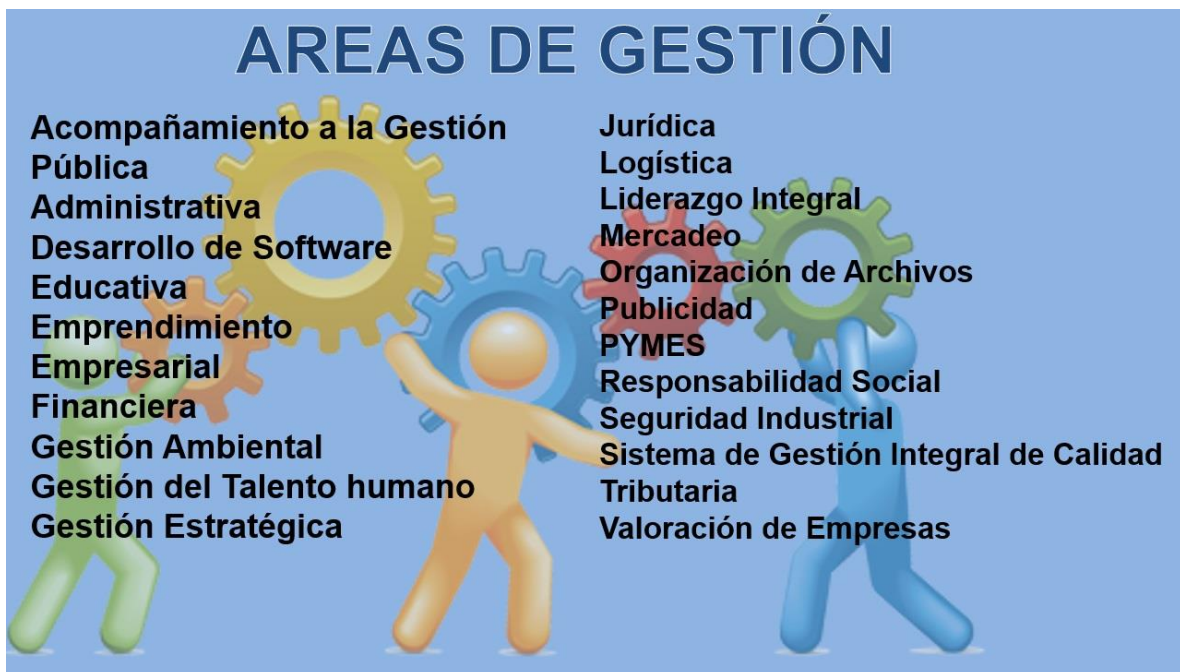 AREAS DE GESTIÓN
Acompañamiento a la Gestión
Pública
Administrativa
Desarrollo de Software
Educativa
Emprendimiento
Empresarial
Financiera
Gestión Ambiental
Gestión del Talento humano
Gestión Estratégica
Jurídica
Logística
Liderazgo Integral
Mercadeo
Organización de Archivos
Publicidad
PYMES
Responsabilidad Social
Seguridad Industrial
Sistema de Gestión Integral de Calidad
Tributaria
Valoración de Empresas